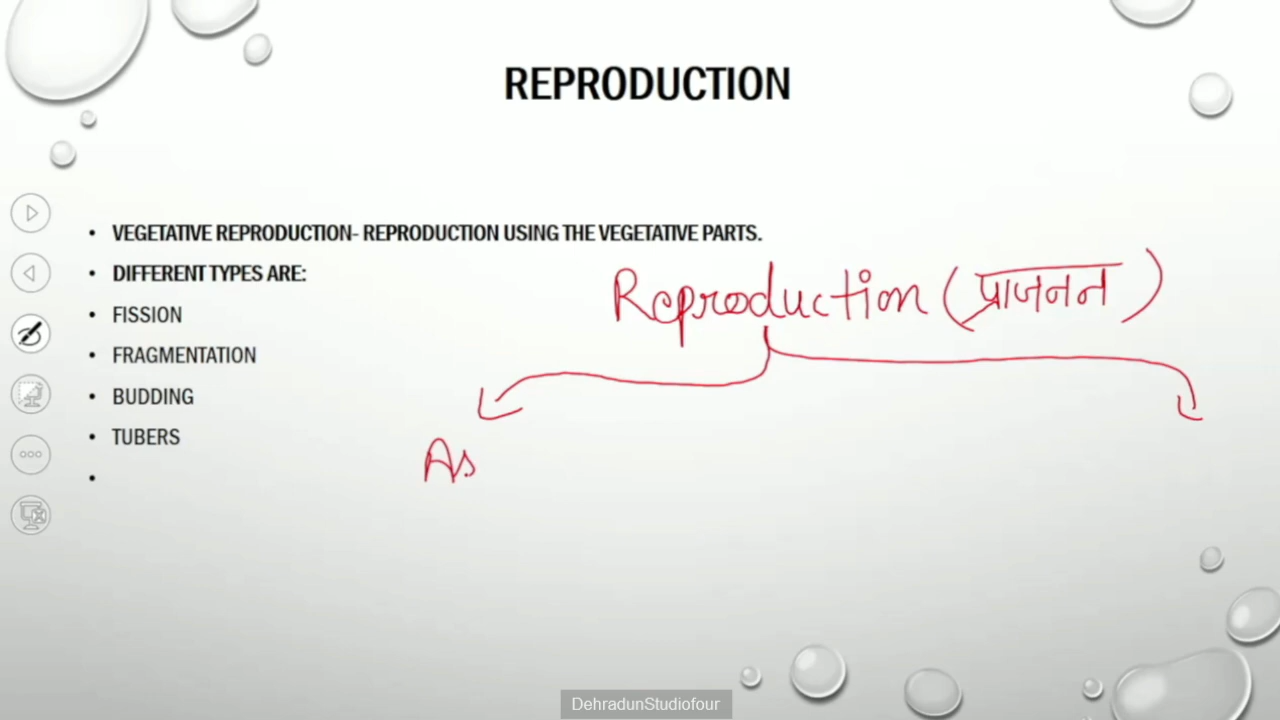 REPRODUCTION
• VEGETATIVE REPRODUCTION- REPRODUCTION USING THE VEGETATIVE PARTS.
• DIFFERENT TYPES ARE:
• FISSION
• FRAGMENTATION
• BUDDING
• TUBERS
•
Reproduction (प्राजनन)
As
DehradunStudiofour